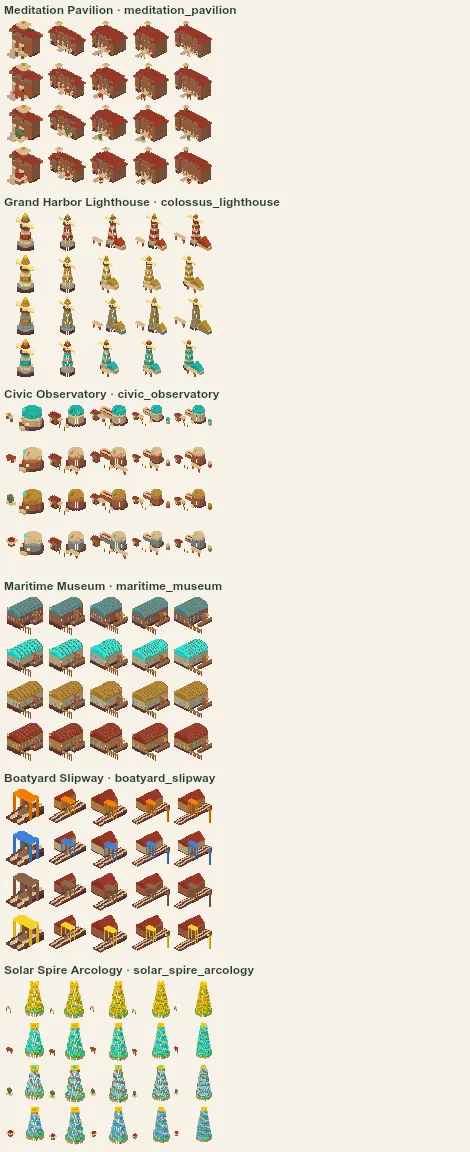 Meditation Pavilion · meditation_pavilion
Grand Harbor Lighthouse · colossus_lighthouse
Civic Observatory · civic_observatory
Maritime Museum · maritime_museum
Boatyard Slipway · boatyard_slipway
Solar Spire Arcology · solar_spire_arcology